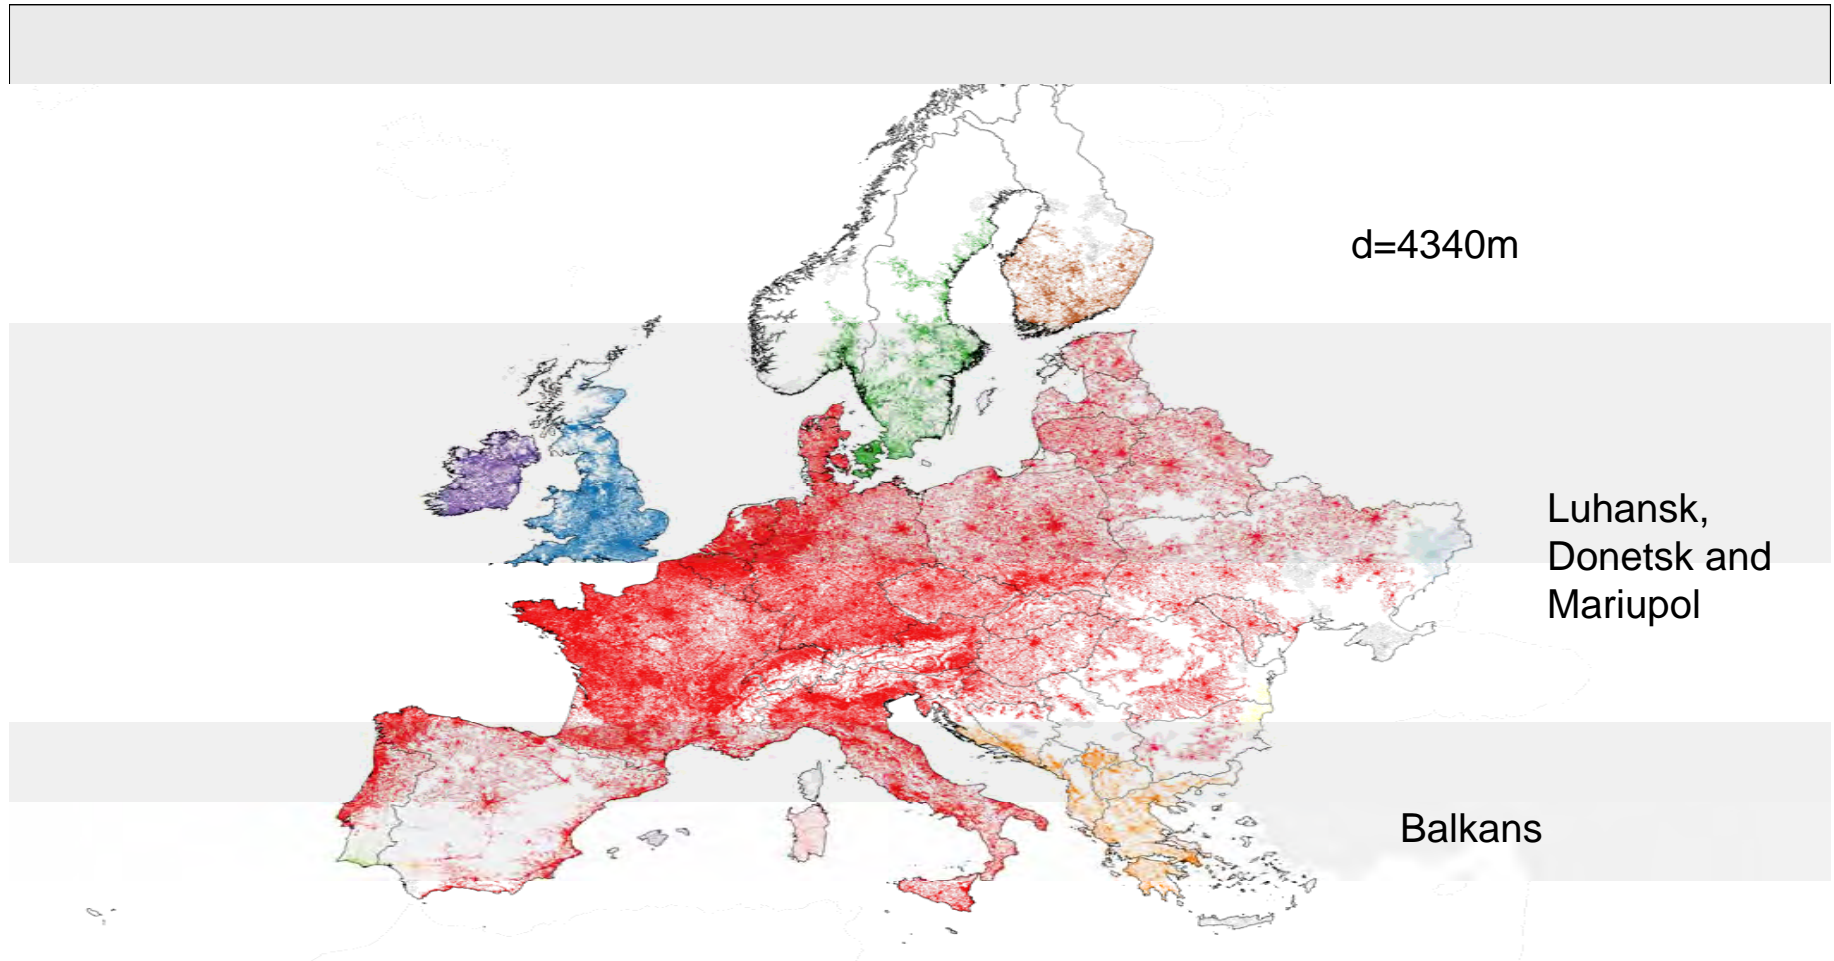 d=4340m
Luhansk,
Donetsk and
Mariupol
Balkans